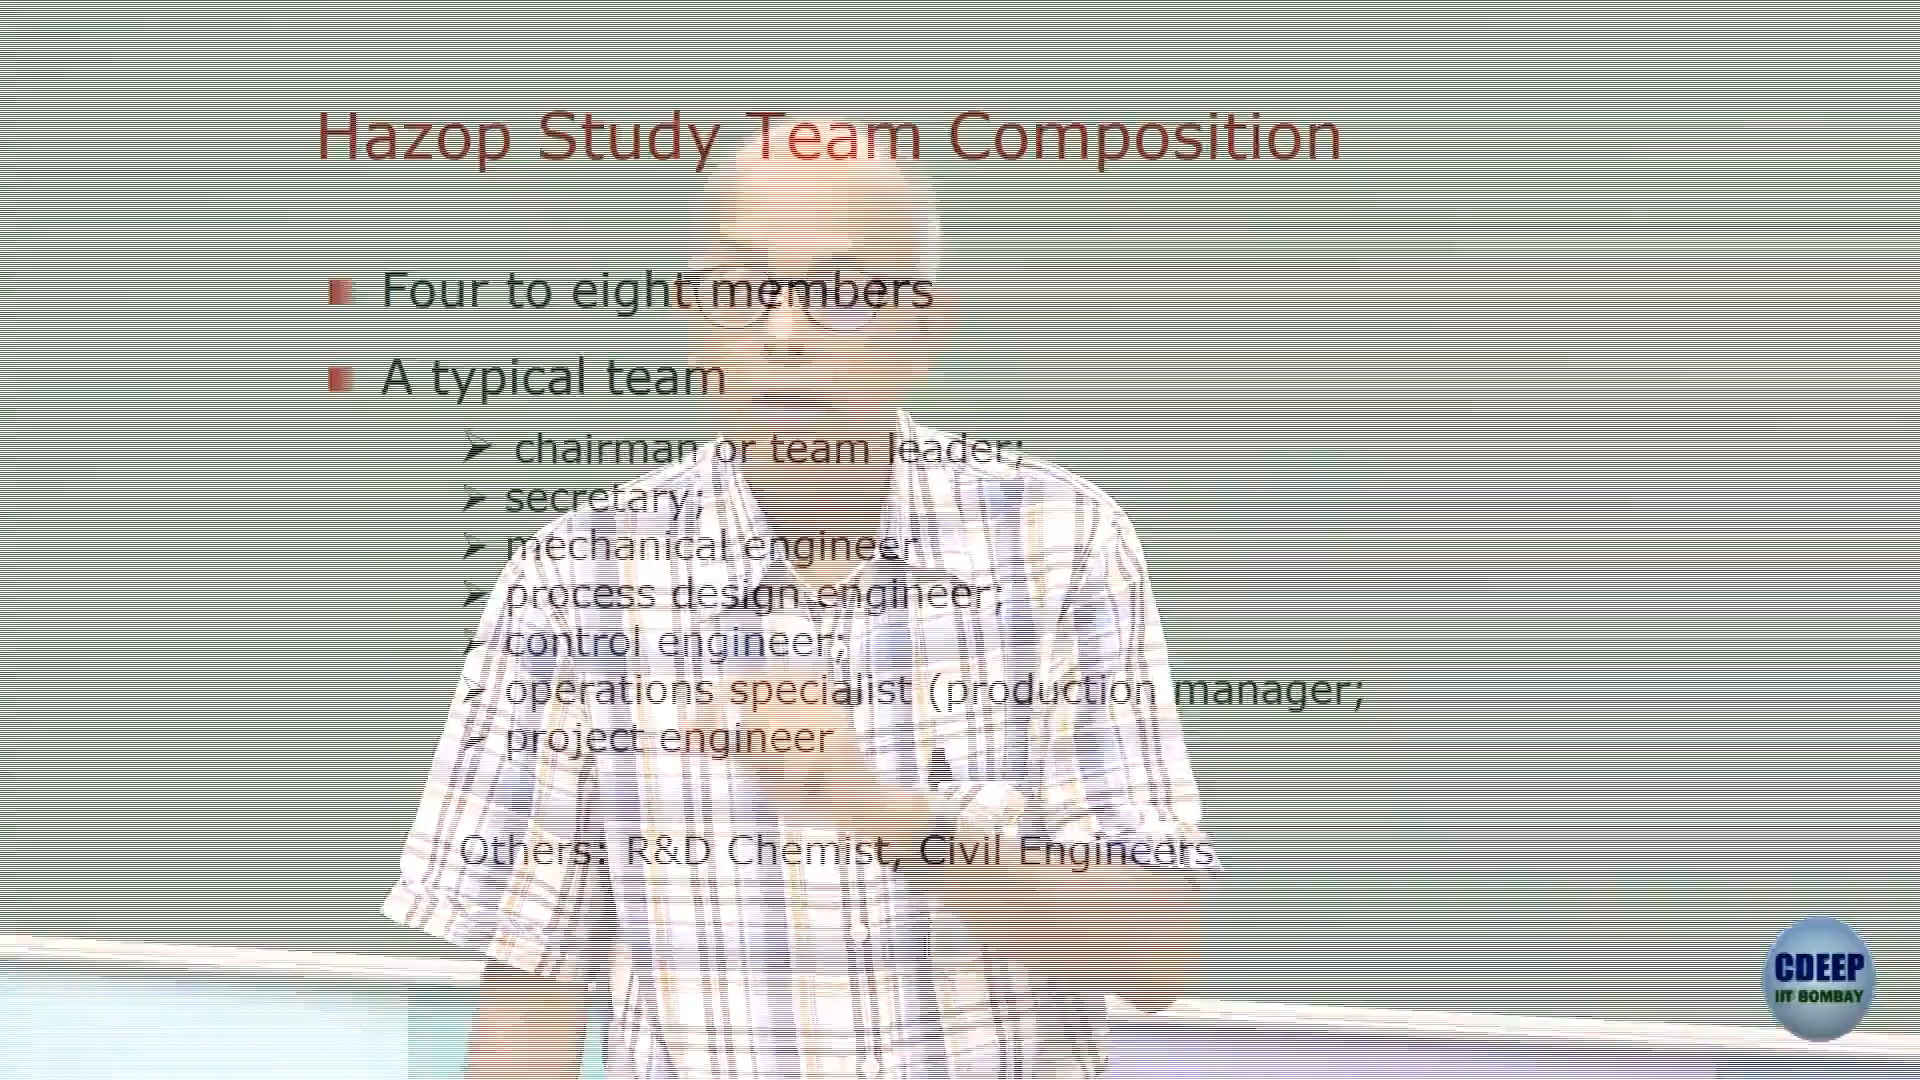 Hazop Study Team Composition
Four to eight members
A typical team
chairman or team leader;
secretary;
mechanical engineer
process design engineer;
control engineer;
operations specialist (production manager;
project engineer
Others: R&D Chemist, Civil Engineers
CDEEP
IIT BOMBAY